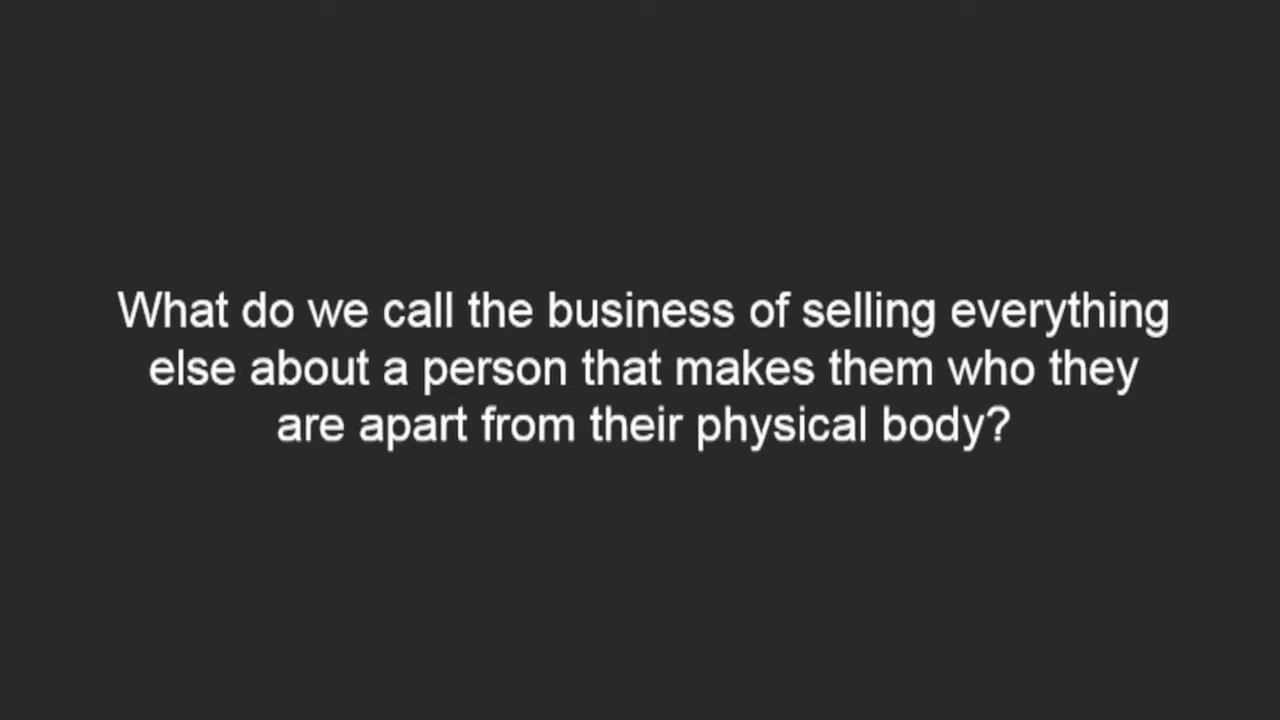 What do we call the business of selling everything
else about a person that makes them who they
are apart from their physical body?